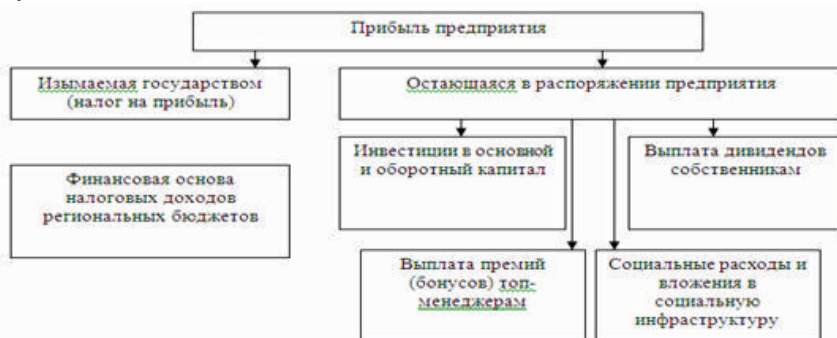 Прибыль предприятия
Изымаемая государством
(налог на прибыль)
Остающаяся в распоряжении предприятия
Инвестиции в основной
и оборотный капитал
Выплата дивидендов
собственникам
Финансовая основа
налоговых доходов
региональных бюджетов
Выплата премий
(бонусов) топ-
менеджерам
Социальные расходы и
вложения в
социальную
инфраструктуру